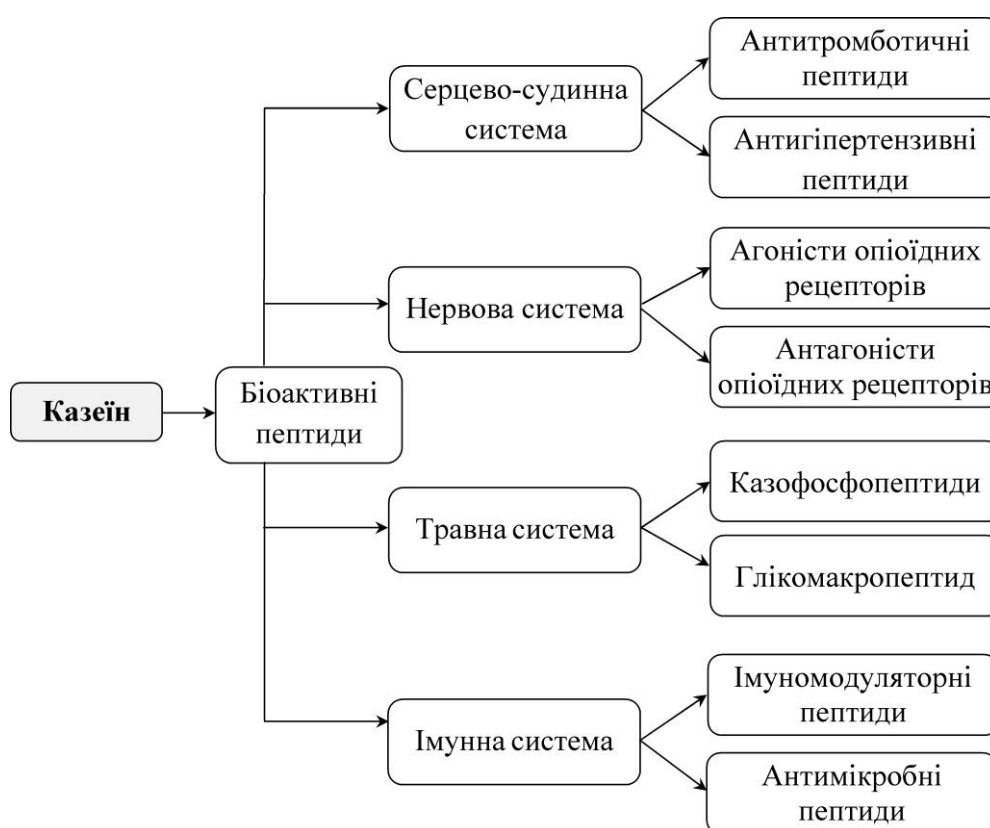 Казеїн
Біоактивні
пептиди
Серцево-судинна
система
Антитромботичні
пептиди
Антигіпертензивні
пептиди
Нервова система
Агоністи опіоїдних
рецепторів
Антагоністи
опіоїдних рецепторів
Травна система
Казофосфопептиди
Глікомакропептид
Імунна система
Імуномодуляторні
пептиди
Антимікробні
пептиди